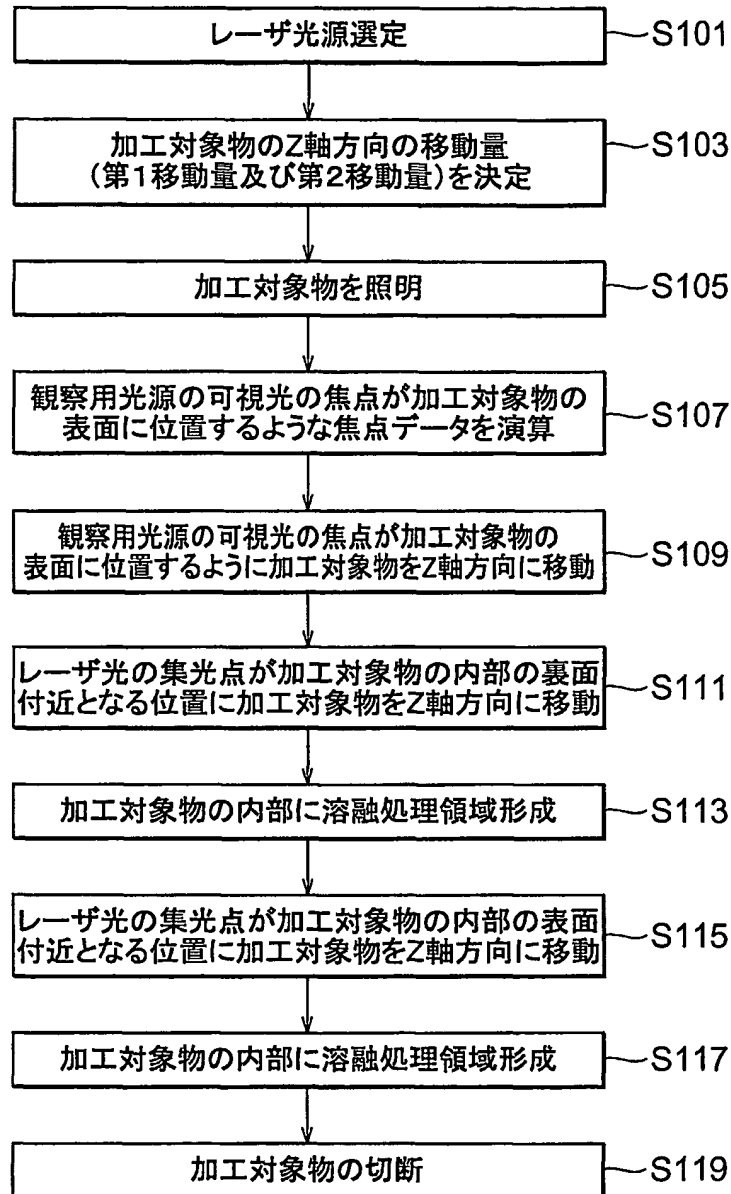 レーザ光源選定
S101
加工対象物のZ軸方向の移動量
(第1移動量及び第2移動量)を決定
S103
加工対象物を照明
S105
観察用光源の可視光の焦点が加工対象物の
表面に位置するような焦点データを演算
S107
観察用光源の可視光の焦点が加工対象物の
表面に位置するように加工対象物をZ軸方向に移動
S109
レーザ光の集光点が加工対象物の内部の裏面
付近となる位置に加工対象物をZ軸方向に移動
S111
加工対象物の内部に溶融処理領域形成
S113
レーザ光の集光点が加工対象物の内部の表面
付近となる位置に加工対象物をZ軸方向に移動
S115
加工対象物の内部に溶融処理領域形成
S117
加工対象物の切断
S119